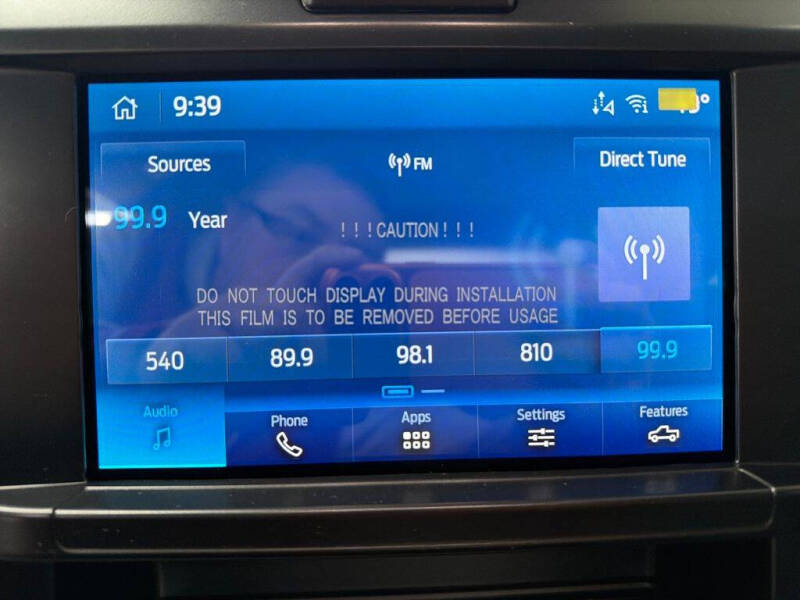 9:39
Sources
FM
Direct Tune
99.9 Year
!!!CAUTION!!!
DO NOT TOUCH DISPLAY DURING INSTALLATION
THIS FILM IS TO BE REMOVED BEFORE USAGE
540 89.9 98.1 810 99.9
Audio Phone Apps Settings Features